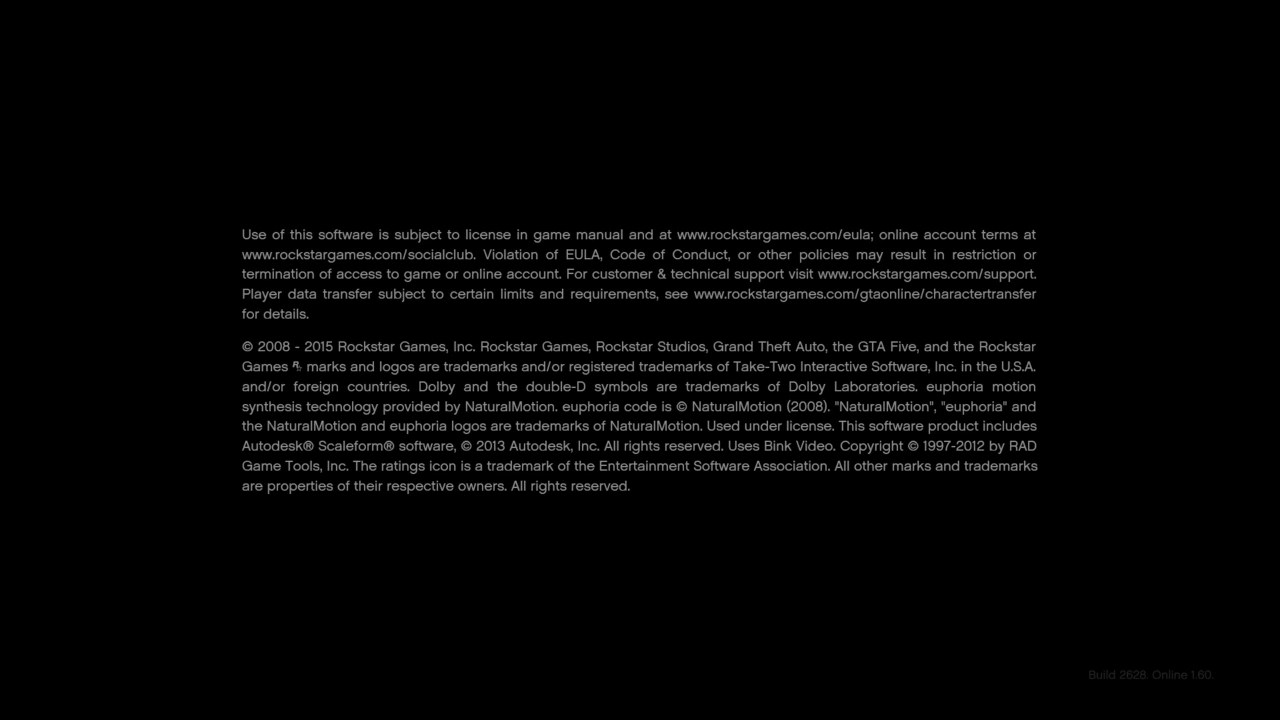 Use of this software is subject to license in game manual and at www.rockstargames.com/eula; online account terms at
www.rockstargames.com/socialclub. Violation of EULA, Code of Conduct, or other policies may result in restriction or
termination of access to game or online account. For customer & technical support visit www.rockstargames.com/support.
Player data transfer subject to certain limits and requirements, see www.rockstargames.com/gtaonline/charactertransfer
for details.
© 2008 - 2015 Rockstar Games, Inc. Rockstar Games, Rockstar Studios, Grand Theft Auto, the GTA Five, and the Rockstar
Games R* marks and logos are trademarks and/or registered trademarks of Take-Two Interactive Software, Inc. in the U.S.A.
and/or foreign countries. Dolby and the double-D symbols are trademarks of Dolby Laboratories. euphoria motion
synthesis technology provided by NaturalMotion. euphoria code is © NaturalMotion (2008). "NaturalMotion", "euphoria" and
the NaturalMotion and euphoria logos are trademarks of NaturalMotion. Used under license. This software product includes
Autodesk® Scaleform® software, © 2013 Autodesk, Inc. All rights reserved. Uses Bink Video. Copyright © 1997-2012 by RAD
Game Tools, Inc. The ratings icon is a trademark of the Entertainment Software Association. All other marks and trademarks
are properties of their respective owners. All rights reserved.
Build 2628. Online 1.60.